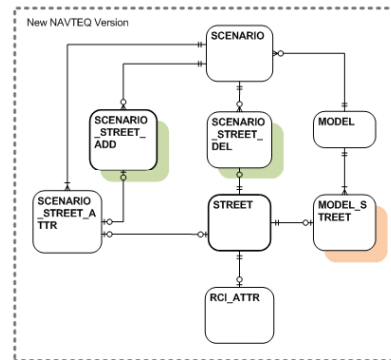 New NAVTEQ Version
SCENARIO
SCENARIO
_STREET_
ADD
SCENARIO
_STREET_
DEL
MODEL
SCENARIO
_STREET_A
TTR
STREET
MODEL_S
TREET
RCI_ATTR